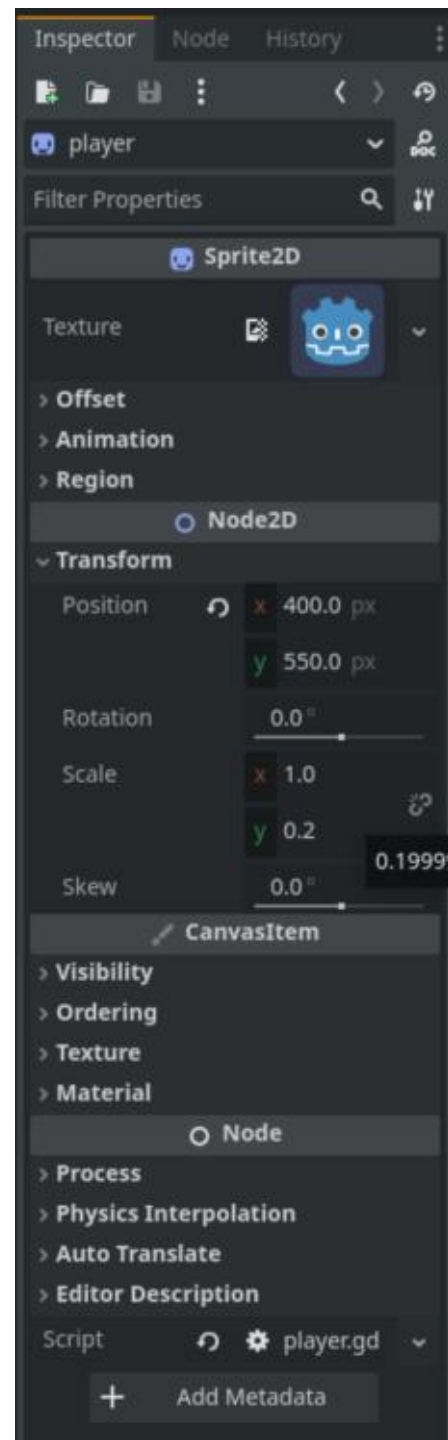 Inspector Node History
DOC
player
Filter Properties
Sprite2D
Texture
Offset
Animation
Region
Node2D
Transform
Position x 400.0 px
y 550.0 px
Rotation 0.0°
Scale x 1.0
y 0.2
0.1999
Skew 0.0°
CanvasItem
Visibility
Ordering
Texture
Material
Node
Process
Physics Interpolation
Auto Translate
Editor Description
Script player.gd
+ Add Metadata